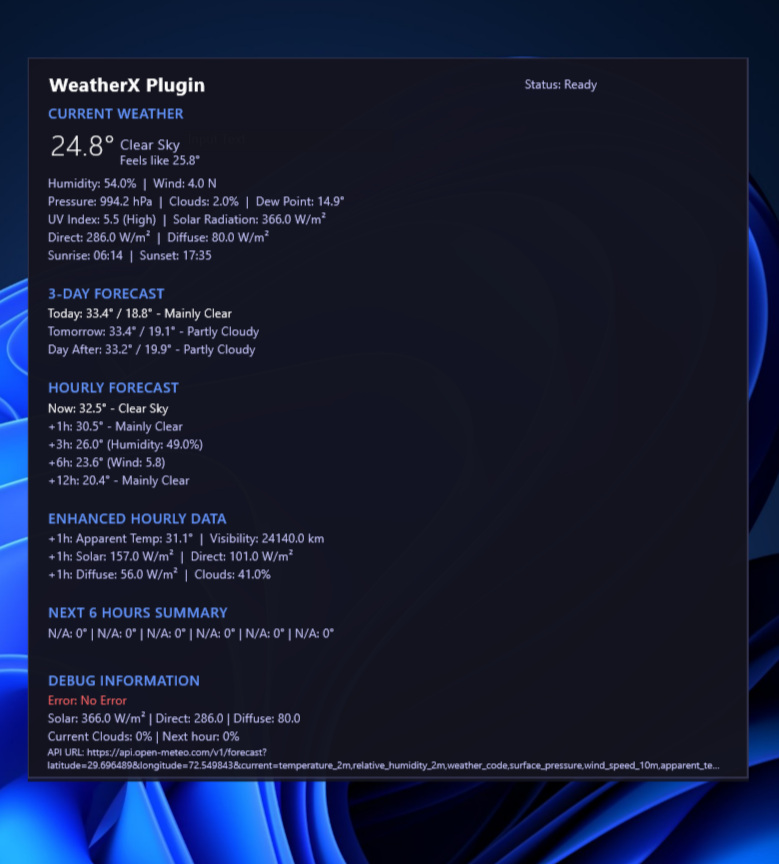 WeatherX Plugin
Status: Ready
CURRENT WEATHER
24.8°
Clear Sky
Feels like 25.8°
Humidity: 54.0% | Wind: 4.0 N
Pressure: 994.2 hPa | Clouds: 2.0% | Dew Point: 14.9°
UV Index: 5.5 (High) | Solar Radiation: 366.0 W/m²
Direct: 286.0 W/m² | Diffuse: 80.0 W/m²
Sunrise: 06:14 | Sunset: 17:35
3-DAY FORECAST
Today: 33.4° / 18.8° - Mainly Clear
Tomorrow: 33.4° / 19.1° - Partly Cloudy
Day After: 33.2° / 19.9° - Partly Cloudy
HOURLY FORECAST
Now: 32.5° - Clear Sky
+1h: 30.5° - Mainly Clear
+3h: 26.0° (Humidity: 49.0%)
+6h: 23.6° (Wind: 5.8)
+12h: 20.4° - Mainly Clear
ENHANCED HOURLY DATA
+1h: Apparent Temp: 31.1° | Visibility: 24140.0 km
+1h: Solar: 157.0 W/m² | Direct: 101.0 W/m²
+1h: Diffuse: 56.0 W/m² | Clouds: 41.0%
NEXT 6 HOURS SUMMARY
N/A: 0° | N/A: 0° | N/A: 0° | N/A: 0° | N/A: 0° | N/A: 0°
DEBUG INFORMATION
Error: No Error
Solar: 366.0 W/m² | Direct: 286.0 | Diffuse: 80.0
Current Clouds: 0% | Next hour: 0%
API URL: https://api.open-meteo.com/v1/forecast?
latitude=29.696489&longitude=72.549843&current=temperature_2m,relative_humidity_2m,weather_code,surface_pressure,wind_speed_10m,apparent_te...